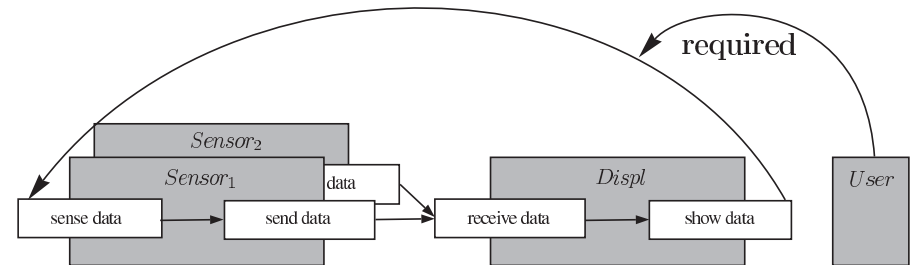 required
Sensor₂
Sensor₁
data
Displ
User
sense data
send data
receive data
show data